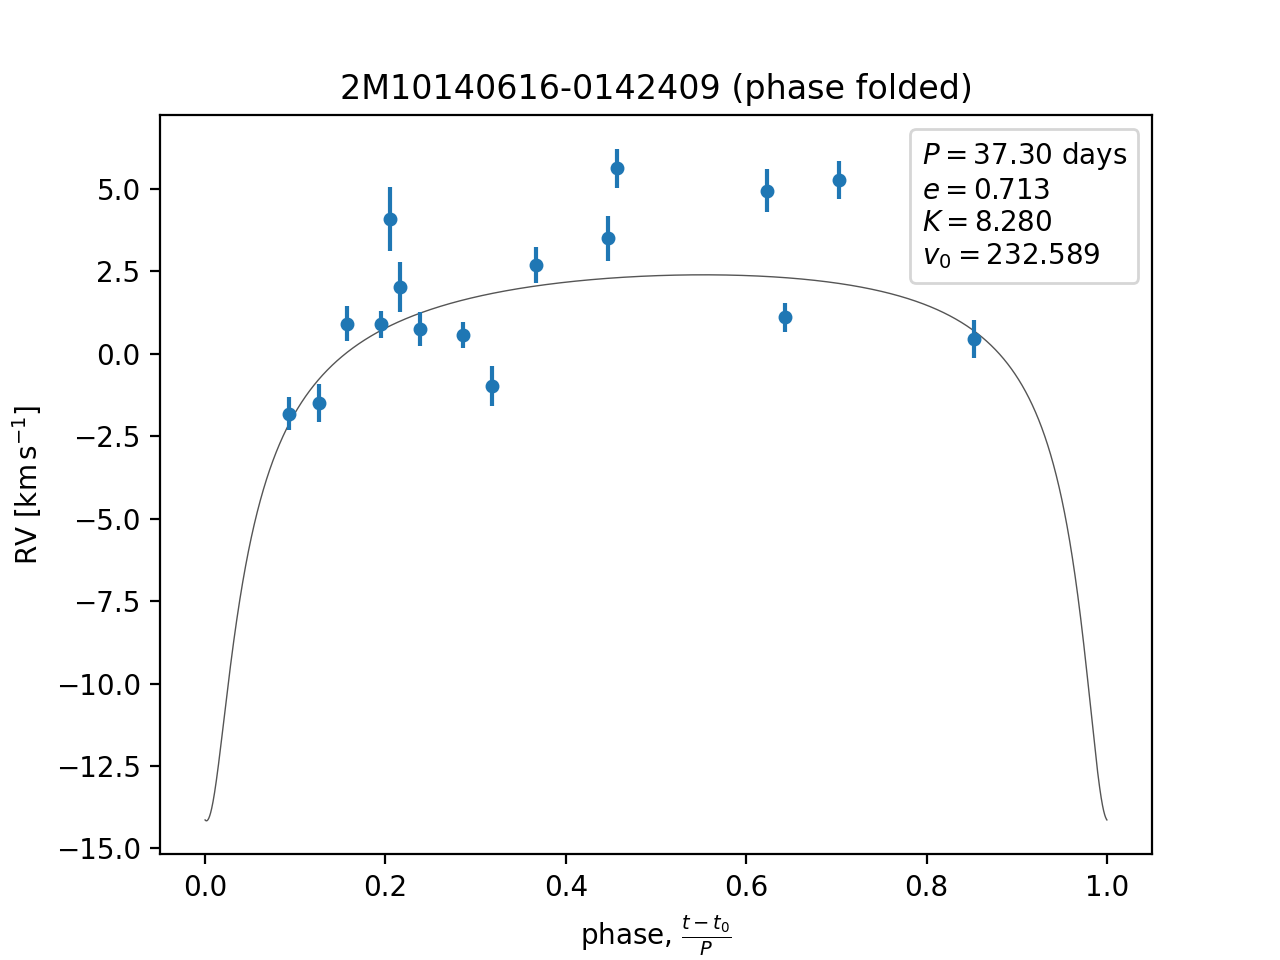 2M10140616-0142409 (phase folded)
P = 37.30 days
e = 0.713
K = 8.280
v₀ = 232.589
RV [km s⁻¹]
5.0
2.5
0.0
−2.5
−5.0
−7.5
−10.0
−12.5
−15.0
0.0 0.2 0.4 0.6 0.8 1.0
phase, (t − t₀)/P